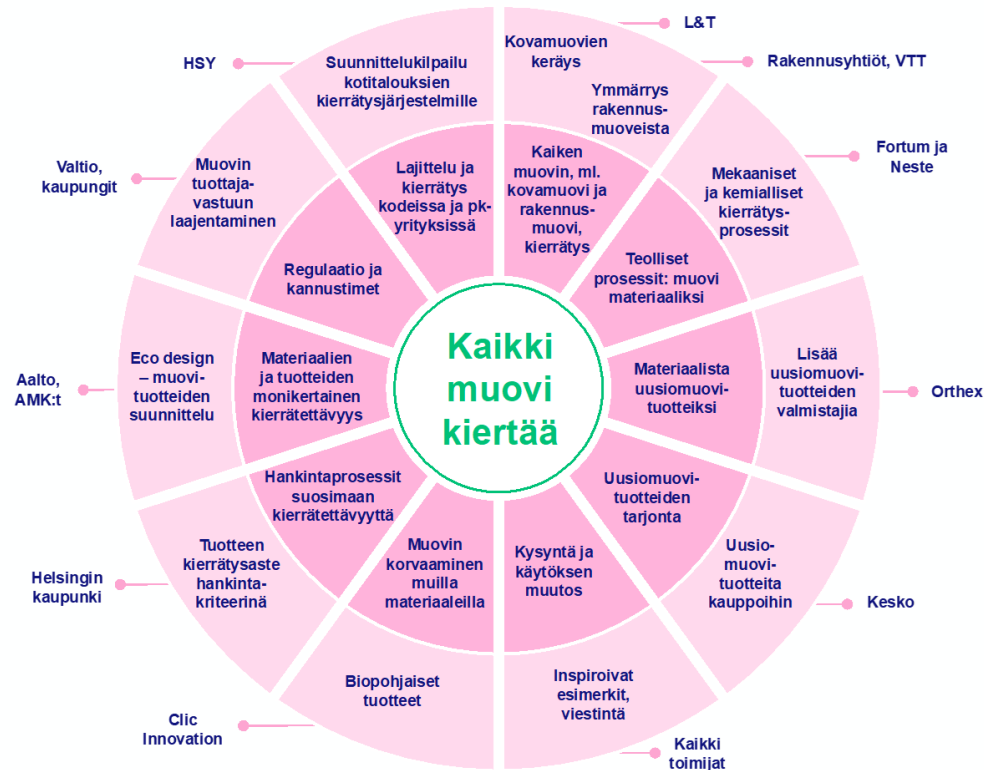 Kaikki
muovi
kiertää
L&T
Rakennusyhtiöt, VTT
Kovamuovien
keräys
Ymmärrys
rakennus-
muoveista
Kaiken
muovin, ml.
kovamuovi ja
rakennus-
muovi,
kierrätys
Fortum ja
Neste
Mekaaniset
ja kemialliset
kierrätys-
prosessit
Teolliset
prosessit: muovi
materiaaliksi
Orthex
Lisää
uusiomuovi-
tuotteiden
valmistajia
Materiaalista
uusiomuovi-
tuotteiksi
Kesko
Uusio-
muovi-
tuotteita
kauppoihin
Uusiomuovi-
tuotteiden
tarjonta
Kaikki
toimijat
Inspiroivat
esimerkit,
viestintä
Kysyntä ja
käytöksen
muutos
Clic
Innovation
Biopohjaiset
tuotteet
Muovin
korvaaminen
muilla
materiaaleilla
Helsingin
kaupunki
Tuotteen
kierrätysaste
hankinta-
kriteerinä
Hankintaprosessit
suosimaan
kierrätettävyyttä
Aalto,
AMK:t
Eco design
– muovi-
tuotteiden
suunnittelu
Materiaalien
ja tuotteiden
monikertainen
kierrätettävyys
Valtio,
kaupungit
Muovin
tuottaja-
vastuun
laajentaminen
Regulaatio ja
kannustimet
HSY
Suunnittelukilpailu
kotitalouksien
kierrätysjärjestelmille
Lajittelu ja
kierrätys
kodeissa ja pk-
yrityksissä